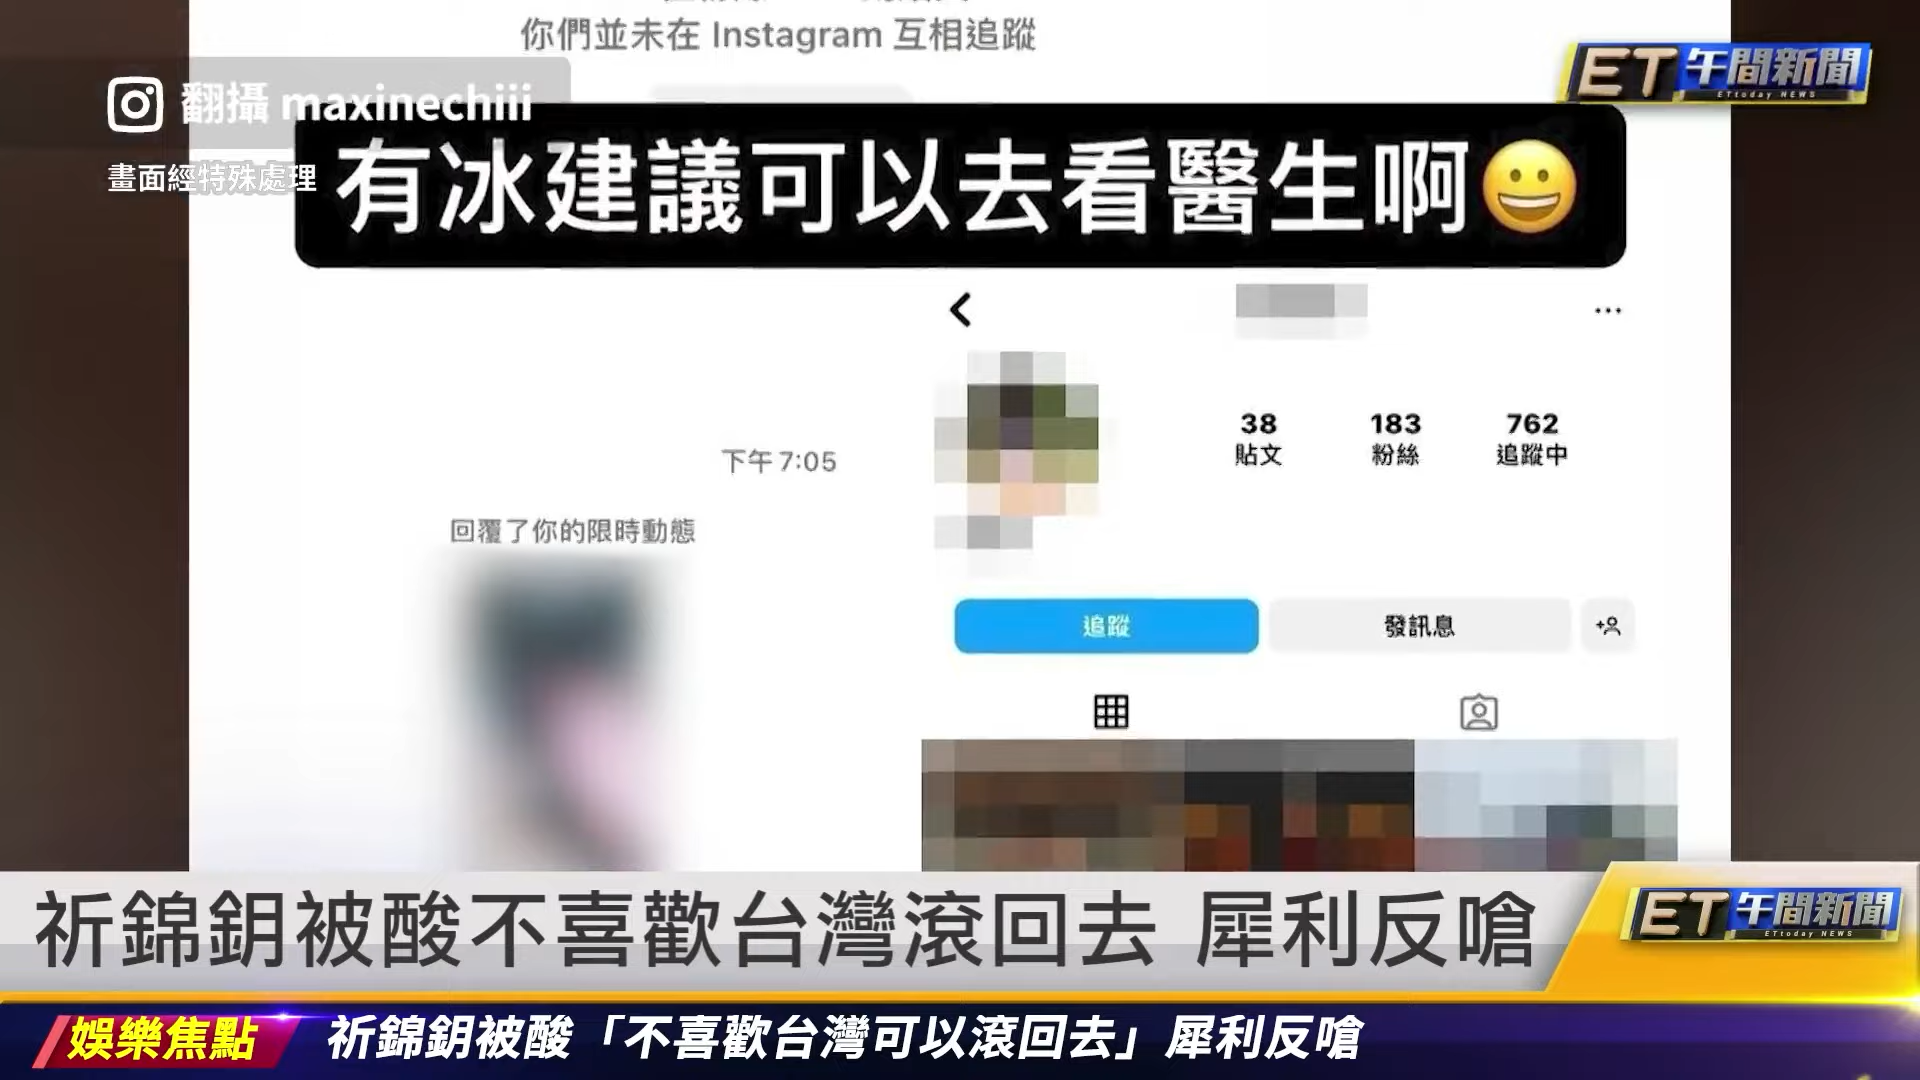 你們並未在 Instagram 互相追蹤
翻攝 maxinechiii
畫面經特殊處理
有冰建議可以去看醫生啊😀
ET午間新聞
ETtoday NEWS
38
貼文
183
粉絲
762
追蹤中
下午 7:05
回覆了你的限時動態
追蹤
發訊息
祈錦鈅被酸不喜歡台灣滾回去 犀利反嗆
ET午間新聞
ETtoday NEWS
娛樂焦點
祈錦鈅被酸「不喜歡台灣可以滾回去」犀利反嗆